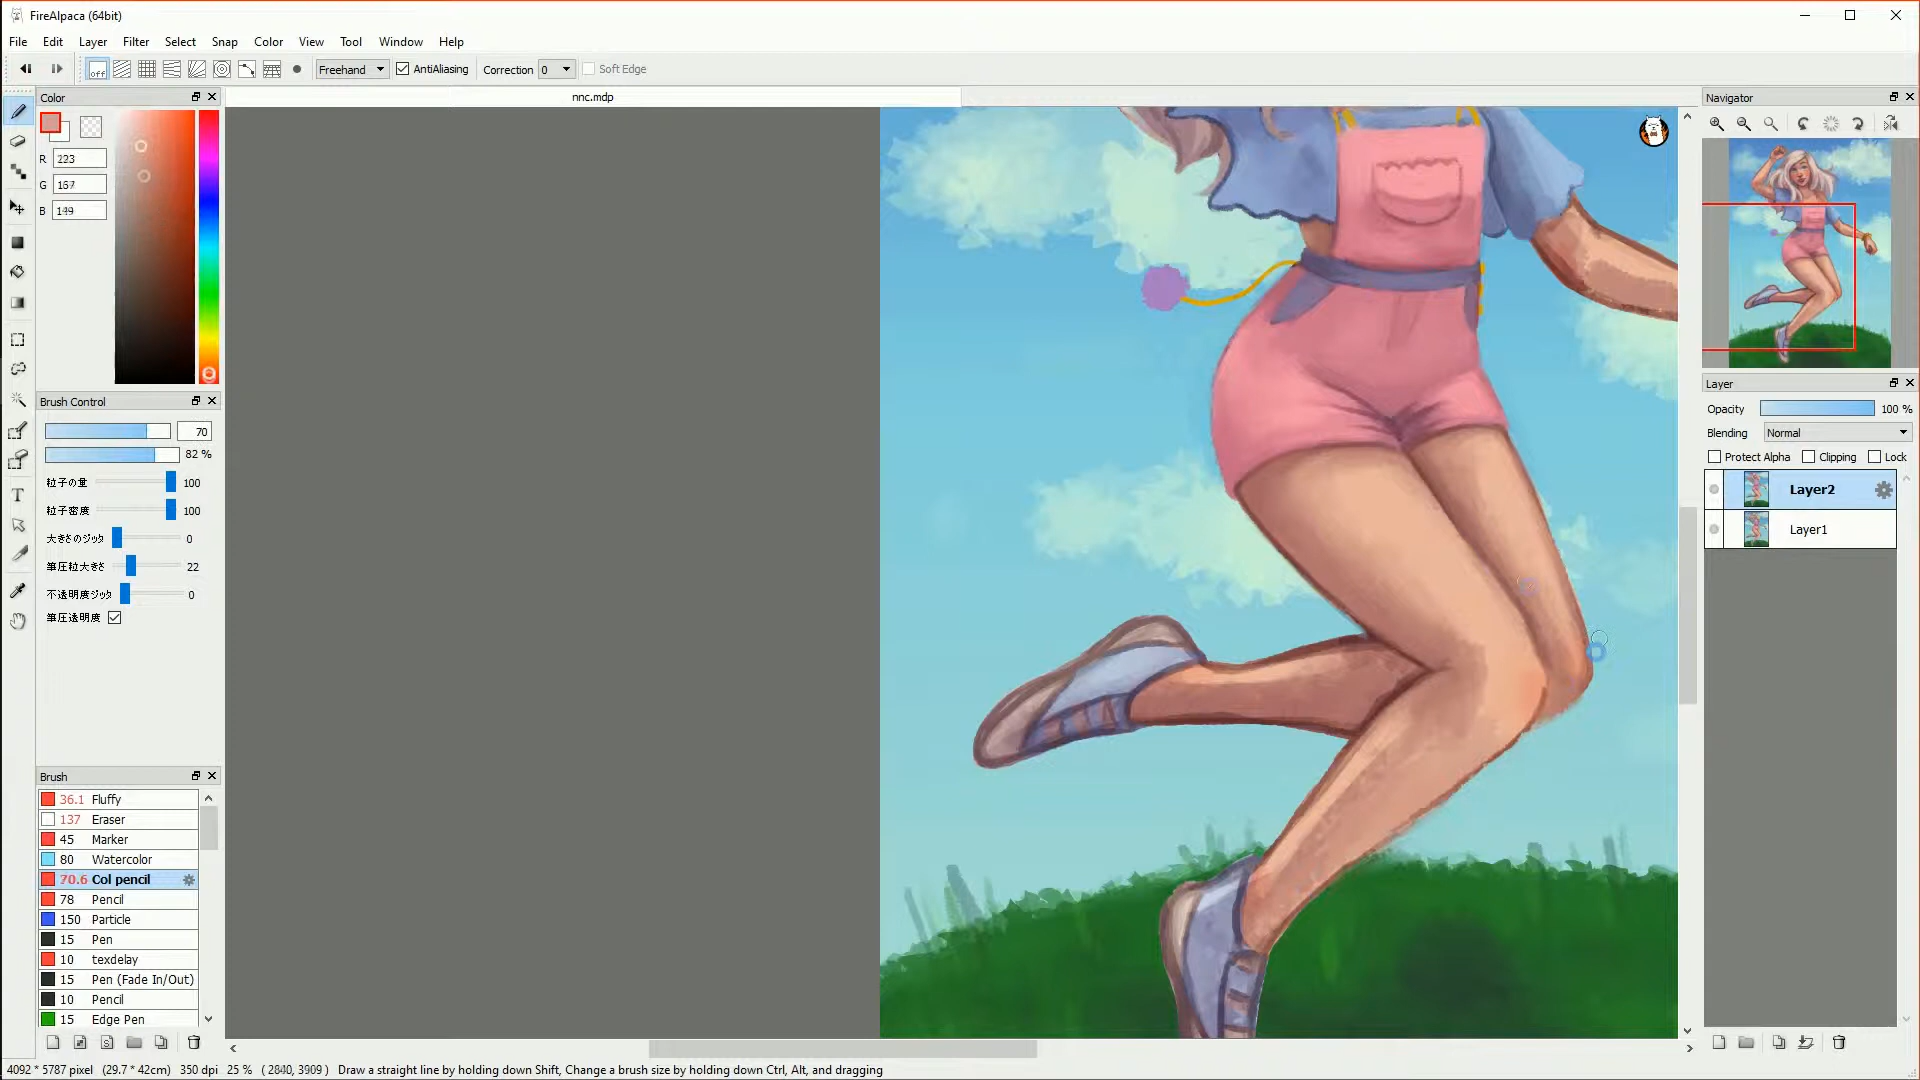 FireAlpaca (64bit)
File Edit Layer Filter Select Snap Color View Tool Window Help
off Freehand AntiAliasing Correction 0 Soft Edge
Color
R 223
G 167
B 149
Brush Control
70
82 %
粒子の量 100
粒子密度 100
大きさのジッタ 0
筆圧粒大きさ 22
不透明度ジッタ 0
筆圧透明度
Brush
36.1 Fluffy
137 Eraser
45 Marker
80 Watercolor
70.6 Col pencil
78 Pencil
150 Particle
15 Pen
10 texdelay
15 Pen (Fade In/Out)
10 Pencil
15 Edge Pen
nnc.mdp
Navigator
Layer
Opacity 100 %
Blending Normal
Protect Alpha Clipping Lock
Layer2
Layer1
4092 * 5787 pixel (29.7 * 42cm) 350 dpi 25 % ( 2840, 3909 ) Draw a straight line by holding down Shift, Change a brush size by holding down Ctrl, Alt, and dragging